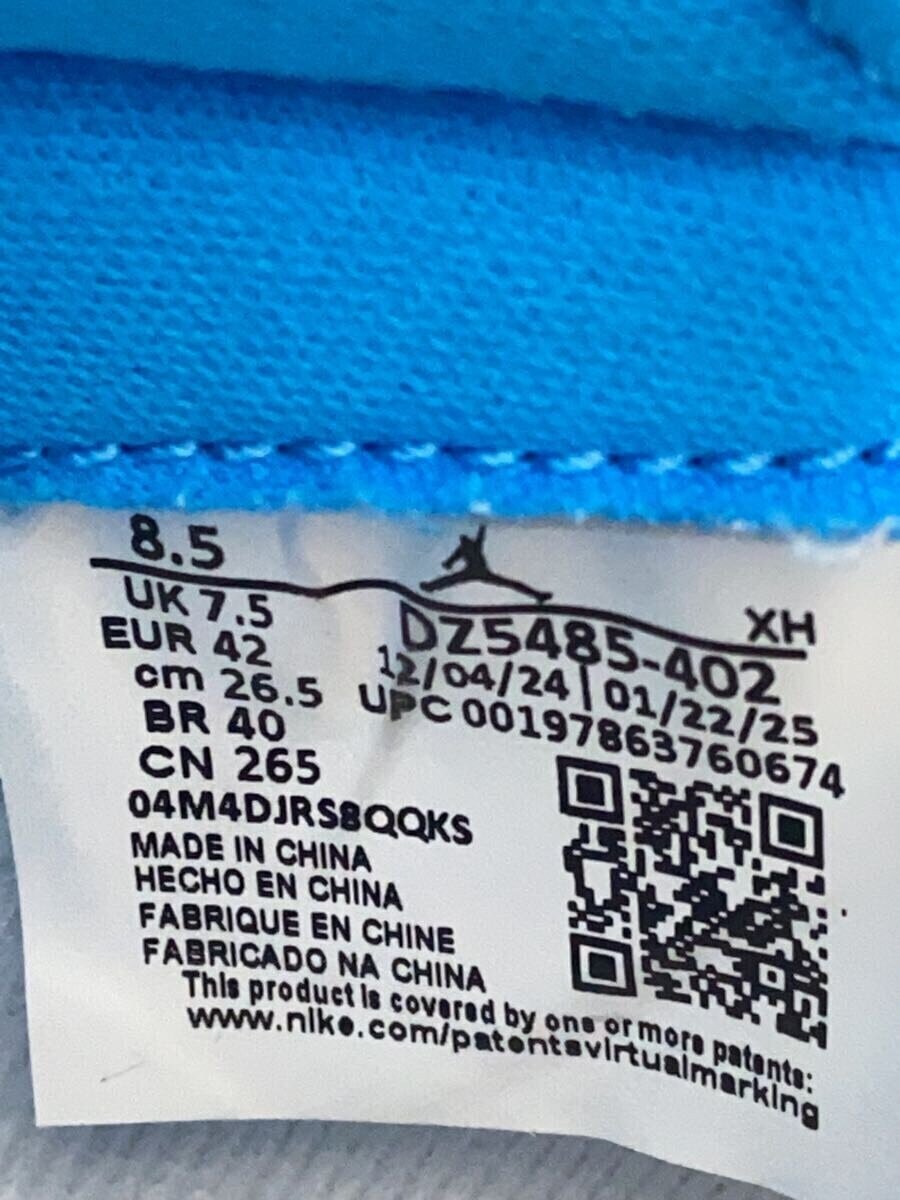 8.5
XH
UK 7.5
EUR 42
cm 26.5
BR 40
CN 265
DZ5485-402
12/04/24 | 01/22/25
UPC 00197863760674
04M4DJRS8QQKS
MADE IN CHINA
HECHO EN CHINA
FABRIQUE EN CHINE
FABRICADO NA CHINA
This product is covered by one or more patents:
www.nike.com/patentsvirtualmarking